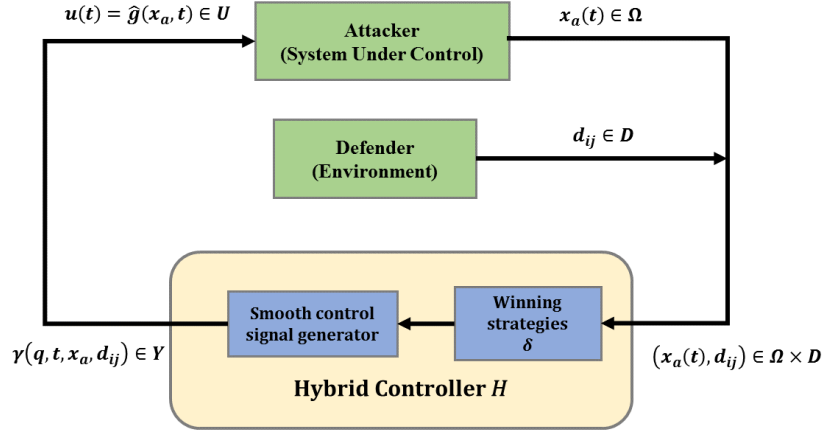 u(t) = ĝ(xₐ, t) ∈ U
Attacker
(System Under Control)
xₐ(t) ∈ Ω
Defender
(Environment)
dᵢⱼ ∈ D
Smooth control
signal generator
Winning
strategies
δ
γ(q, t, xₐ, dᵢⱼ) ∈ Y
(xₐ(t), dᵢⱼ) ∈ Ω × D
Hybrid Controller H